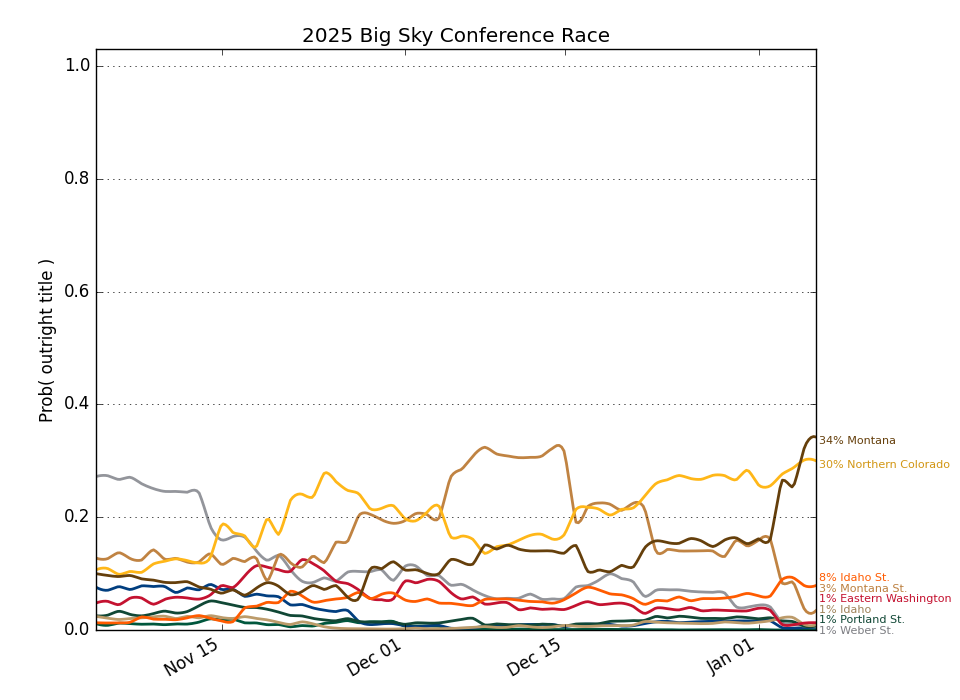 2025 Big Sky Conference Race
1.0
0.8
0.6
0.4
0.2
0.0
Prob( outright title )
34% Montana
30% Northern Colorado
8% Idaho St.
3% Montana St.
1% Eastern Washington
1% Idaho
1% Portland St.
1% Weber St.
Nov 15
Dec 01
Dec 15
Jan 01